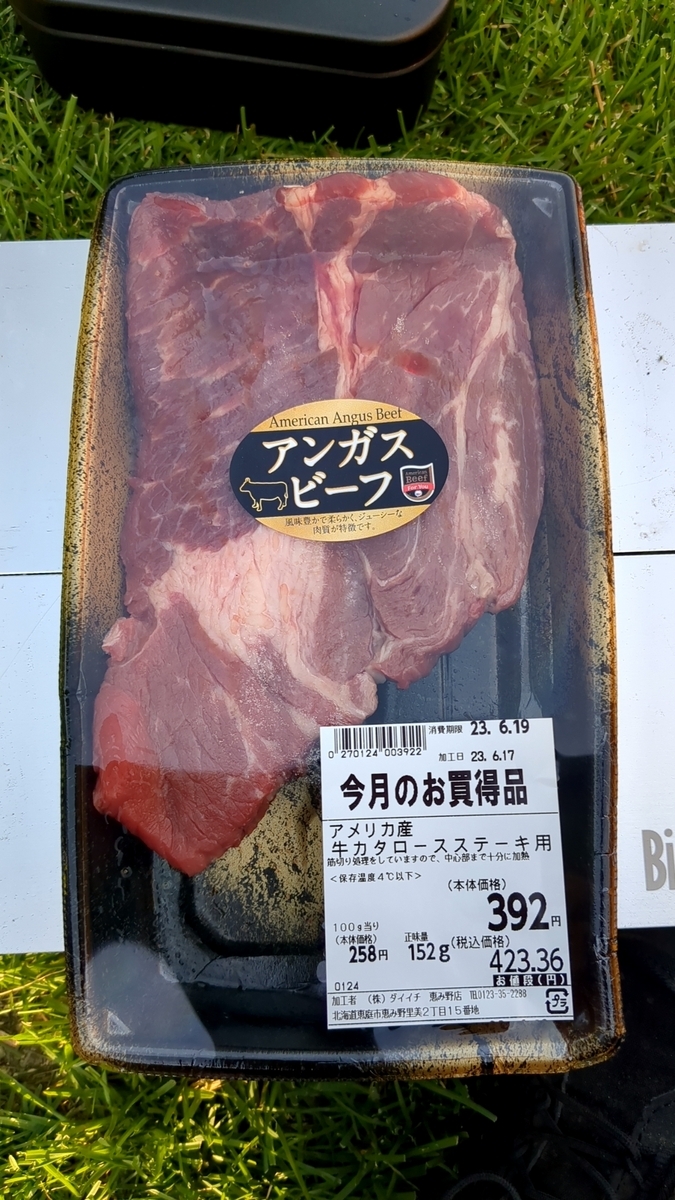 American Angus Beef
アンガス
ビーフ
American
Beef
For You
風味豊かで柔らかく、ジューシーな
肉質が特徴です。
消費期限 23. 6.19
0 270124 003922
加工日 23. 6.17
今月のお買得品
アメリカ産
牛カタロースステーキ用
筋切り処理をしていますので、中心部まで十分に加熱
<保存温度4℃以下>
(本体価格)
392円
100g当り
(本体価格)
258円
正味量
152g
(税込価格)
423.36
お値段(円)
0124
加工者 (株)ダイイチ 恵み野店 TEL0123-35-2288
北海道恵庭市恵み野里美2丁目15番地
プラ
Bi